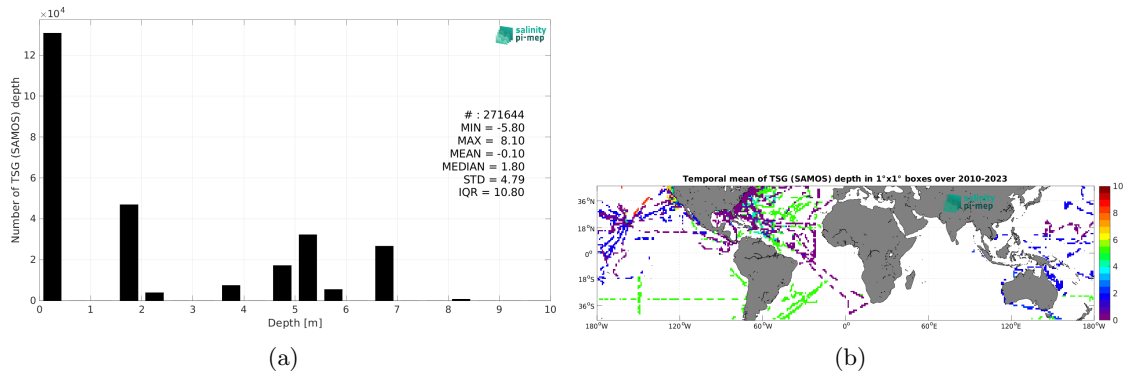 ×10⁴
12
10
8
6
4
2
0
Number of TSG (SAMOS) depth
salinity
pi-mep
# : 271644
MIN = -5.80
MAX = 8.10
MEAN = -0.10
MEDIAN = 1.80
STD = 4.79
IQR = 10.80
0 1 2 3 4 5 6 7 8 9 10
Depth [m]
(a)
Temporal mean of TSG (SAMOS) depth in 1°x1° boxes over 2010-2023
salinity
pi-mep
36°N
18°N
0°
18°S
36°S
180°W 120°W 60°W 0° 60°E 120°E 180°W
10
8
6
4
2
0
(b)